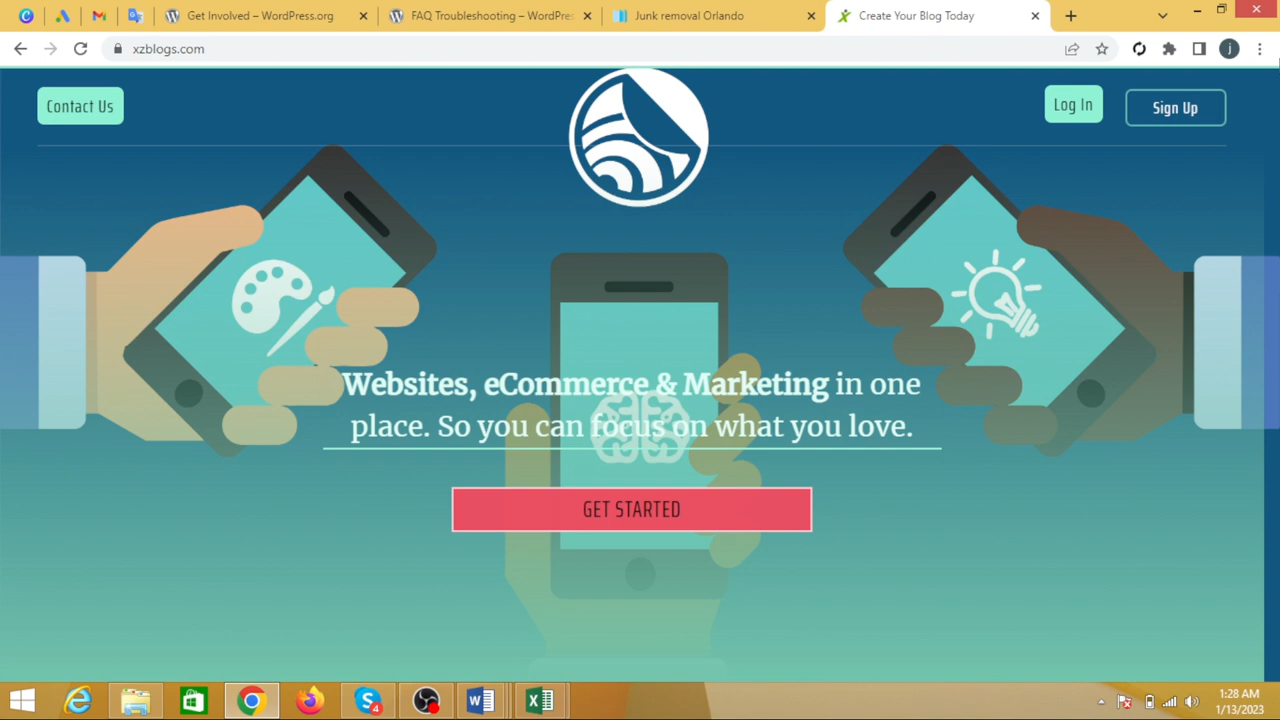 Get Involved – WordPress.org
FAQ Troubleshooting – WordPres
Junk removal Orlando
Create Your Blog Today
xzblogs.com
j
Contact Us
Log In
Sign Up
Websites, eCommerce & Marketing in one
place. So you can focus on what you love.
GET STARTED
4
1:28 AM
1/13/2023